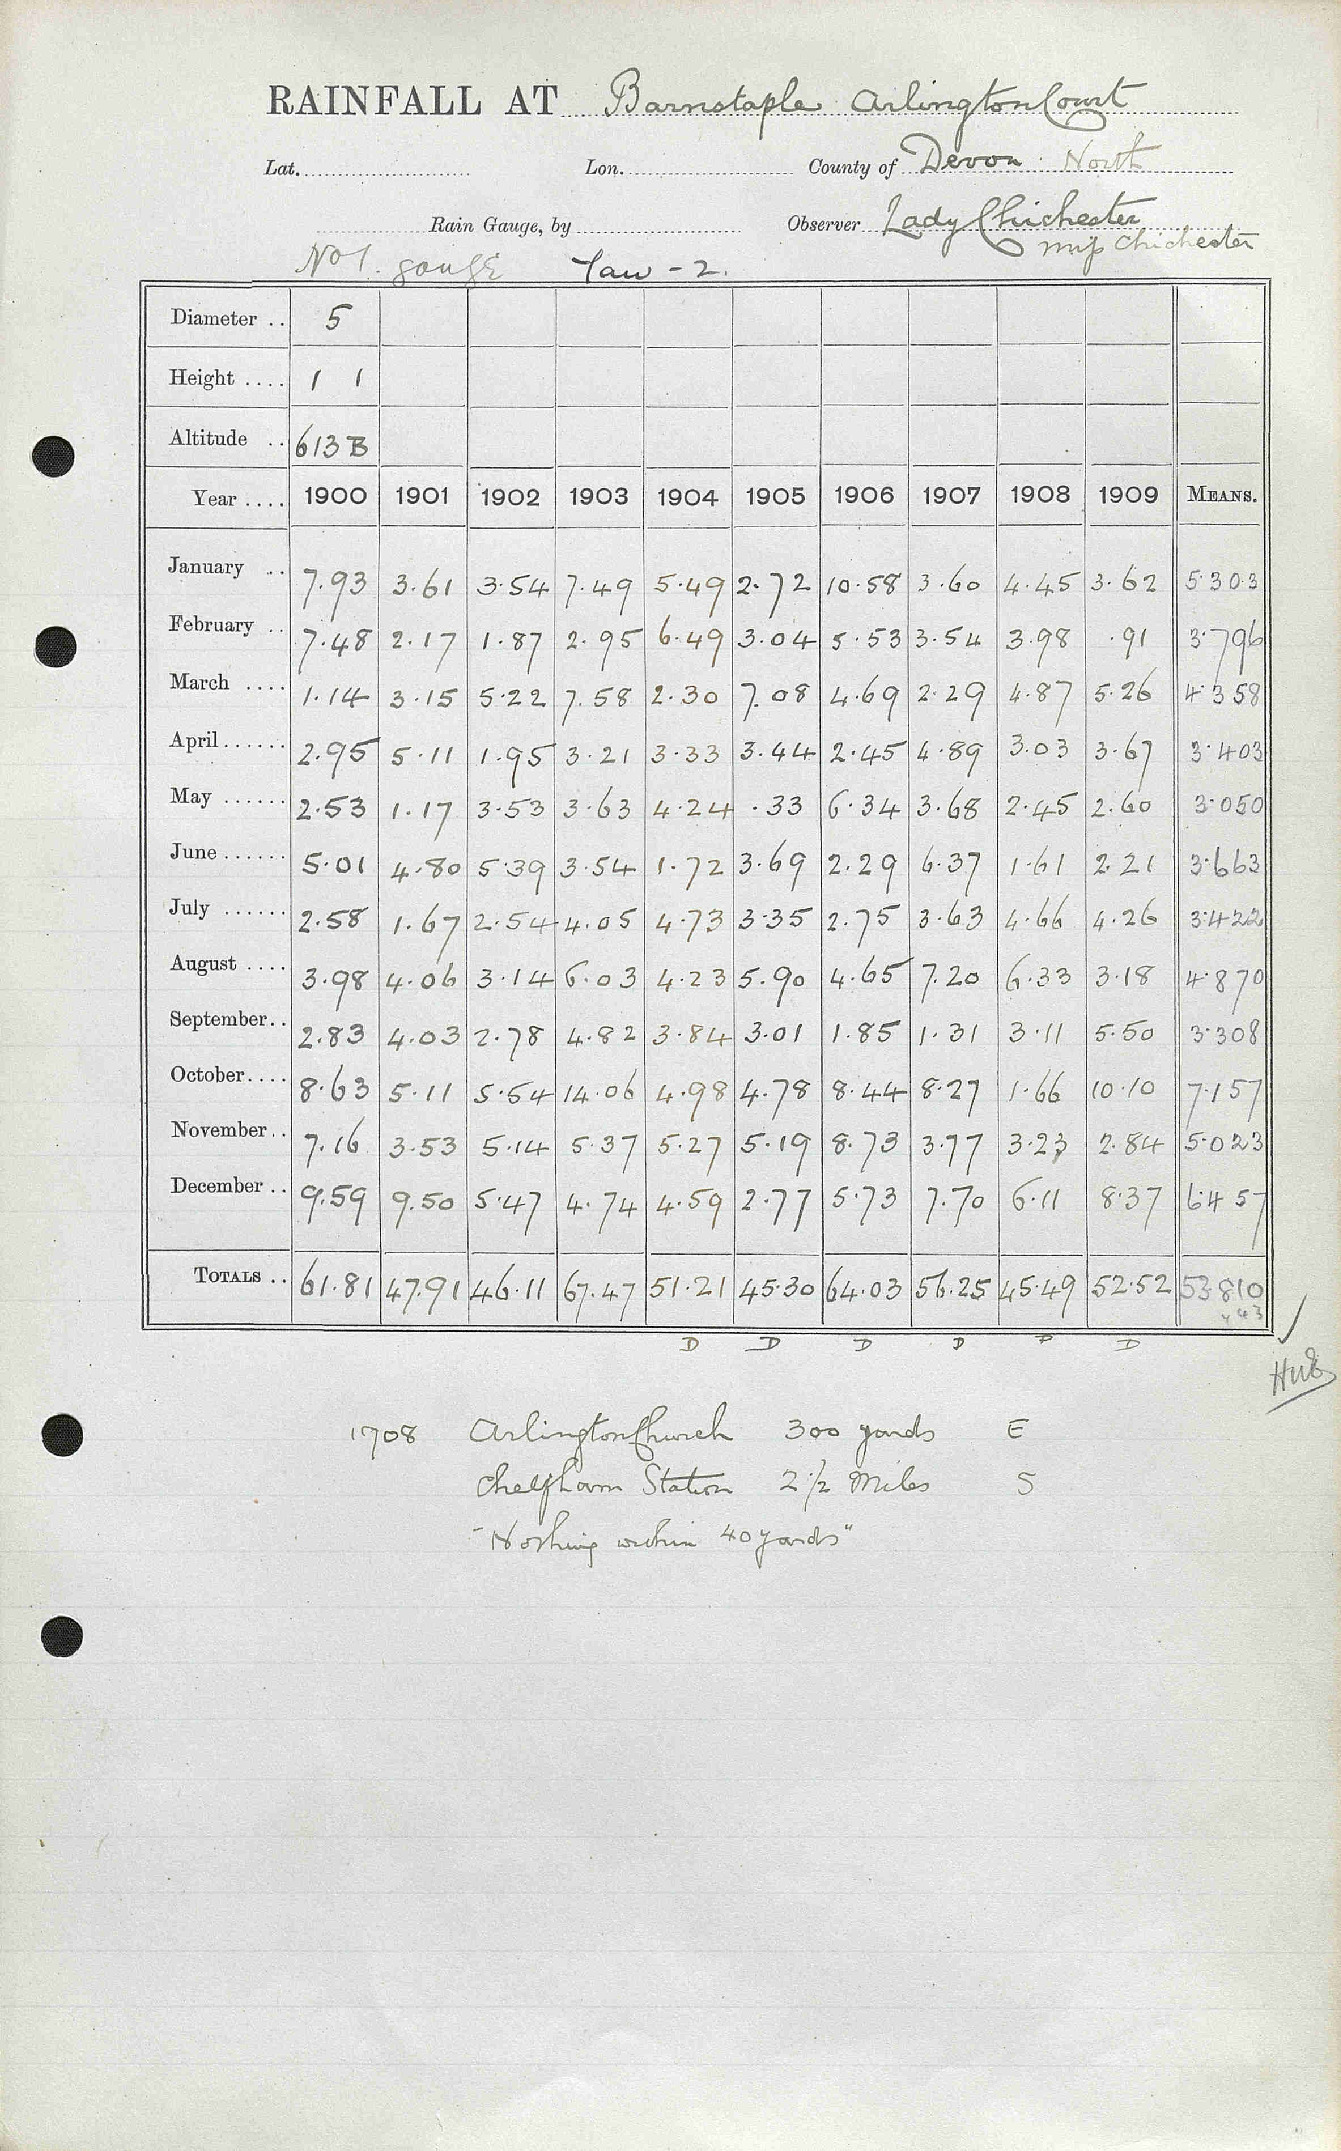 RAINFALL AT Barnstaple Arlington Court
Lat. Lon. County of Devon North
Rain Gauge, by Observer Lady Chichester
Miss Chichester
No 1. gauge Taw - 2.
Diameter .. 5
Height .... 1 1
Altitude .. 613 B
Year .... 1900 1901 1902 1903 1904 1905 1906 1907 1908 1909 MEANS.
January .. 7.93 3.61 3.54 7.49 5.49 2.72 10.58 3.60 4.45 3.62 5.303
February .. 7.48 2.17 1.87 2.95 6.49 3.04 5.53 3.54 3.98 .91 3.796
March .... 1.14 3.15 5.22 7.58 2.30 7.08 4.69 2.29 4.87 5.26 4.358
April ...... 2.95 5.11 1.95 3.21 3.33 3.44 2.45 4.89 3.03 3.67 3.403
May ...... 2.53 1.17 3.53 3.63 4.24 .33 6.34 3.68 2.45 2.60 3.050
June ...... 5.01 4.80 5.39 3.54 1.72 3.69 2.29 6.37 1.61 2.21 3.663
July ...... 2.58 1.67 2.54 4.05 4.73 3.35 2.75 3.63 4.66 4.26 3.422
August .... 3.98 4.06 3.14 6.03 4.23 5.90 4.65 7.20 6.33 3.18 4.870
September .. 2.83 4.03 2.78 4.82 3.84 3.01 1.85 1.31 3.11 5.50 3.308
October .... 8.63 5.11 5.54 14.06 4.98 4.78 8.44 8.27 1.66 10.10 7.157
November .. 7.16 3.53 5.14 5.37 5.27 5.19 8.73 3.77 3.23 2.84 5.023
December .. 9.59 9.50 5.47 4.74 4.59 2.77 5.73 7.70 6.11 8.37 6.457
TOTALS .. 61.81 47.91 46.11 67.47 51.21 45.30 64.03 56.25 45.49 52.52 53.810
D D D D D D
1708 Arlington Church 300 yards E
Chelfham Station 2 1/2 Miles S
"Nothing within 40 yards"